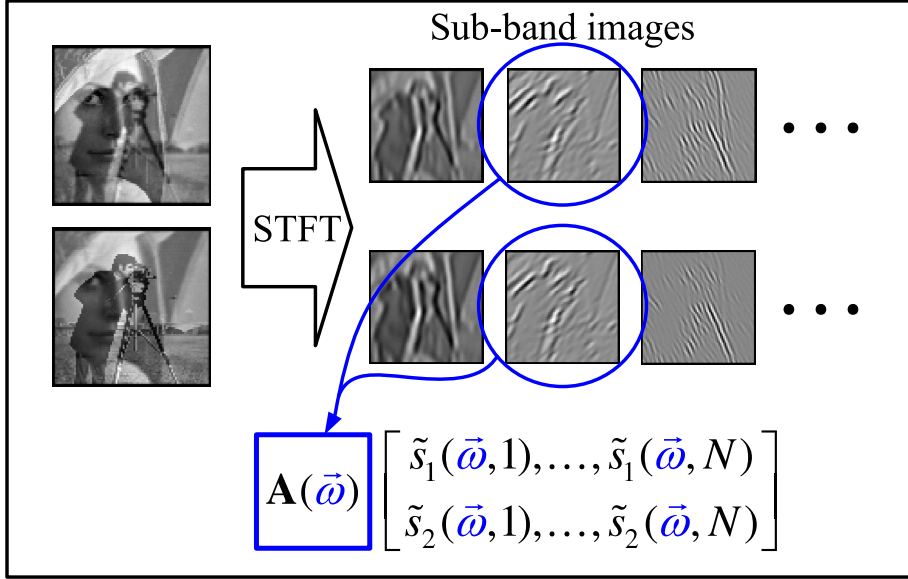 Sub-band images
STFT
A(ω⃗) [ s̃₁(ω⃗,1),…, s̃₁(ω⃗, N)
s̃₂(ω⃗,1),…, s̃₂(ω⃗, N) ]